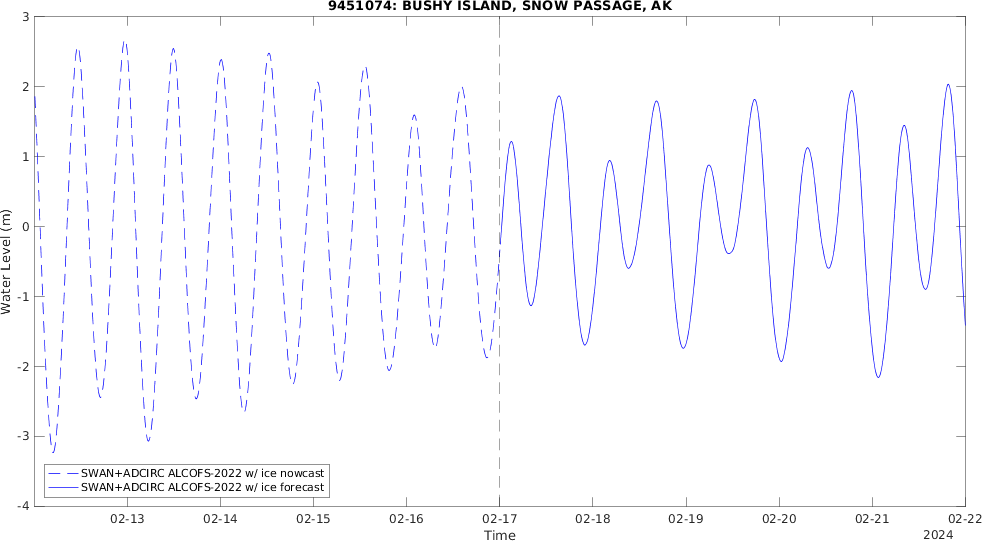 9451074: BUSHY ISLAND, SNOW PASSAGE, AK
3
2
1
0
-1
-2
-3
-4
Water Level (m)
SWAN+ADCIRC ALCOFS-2022 w/ ice nowcast
SWAN+ADCIRC ALCOFS-2022 w/ ice forecast
02-13 02-14 02-15 02-16 02-17 02-18 02-19 02-20 02-21 02-22
Time
2024